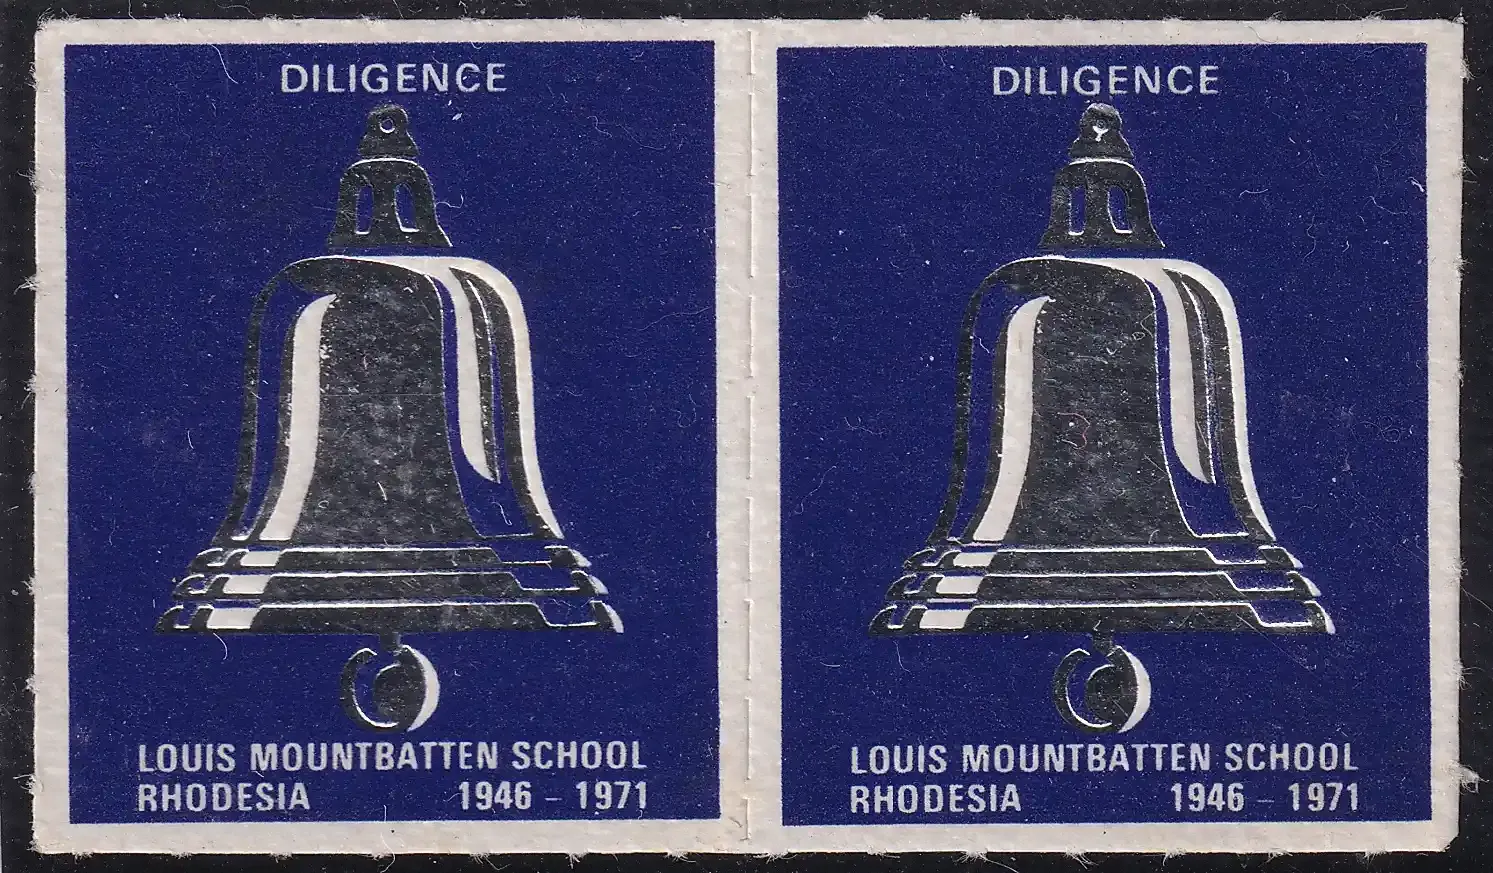 DILIGENCE
LOUIS MOUNTBATTEN SCHOOL
RHODESIA 1946 – 1971
DILIGENCE
LOUIS MOUNTBATTEN SCHOOL
RHODESIA 1946 – 1971